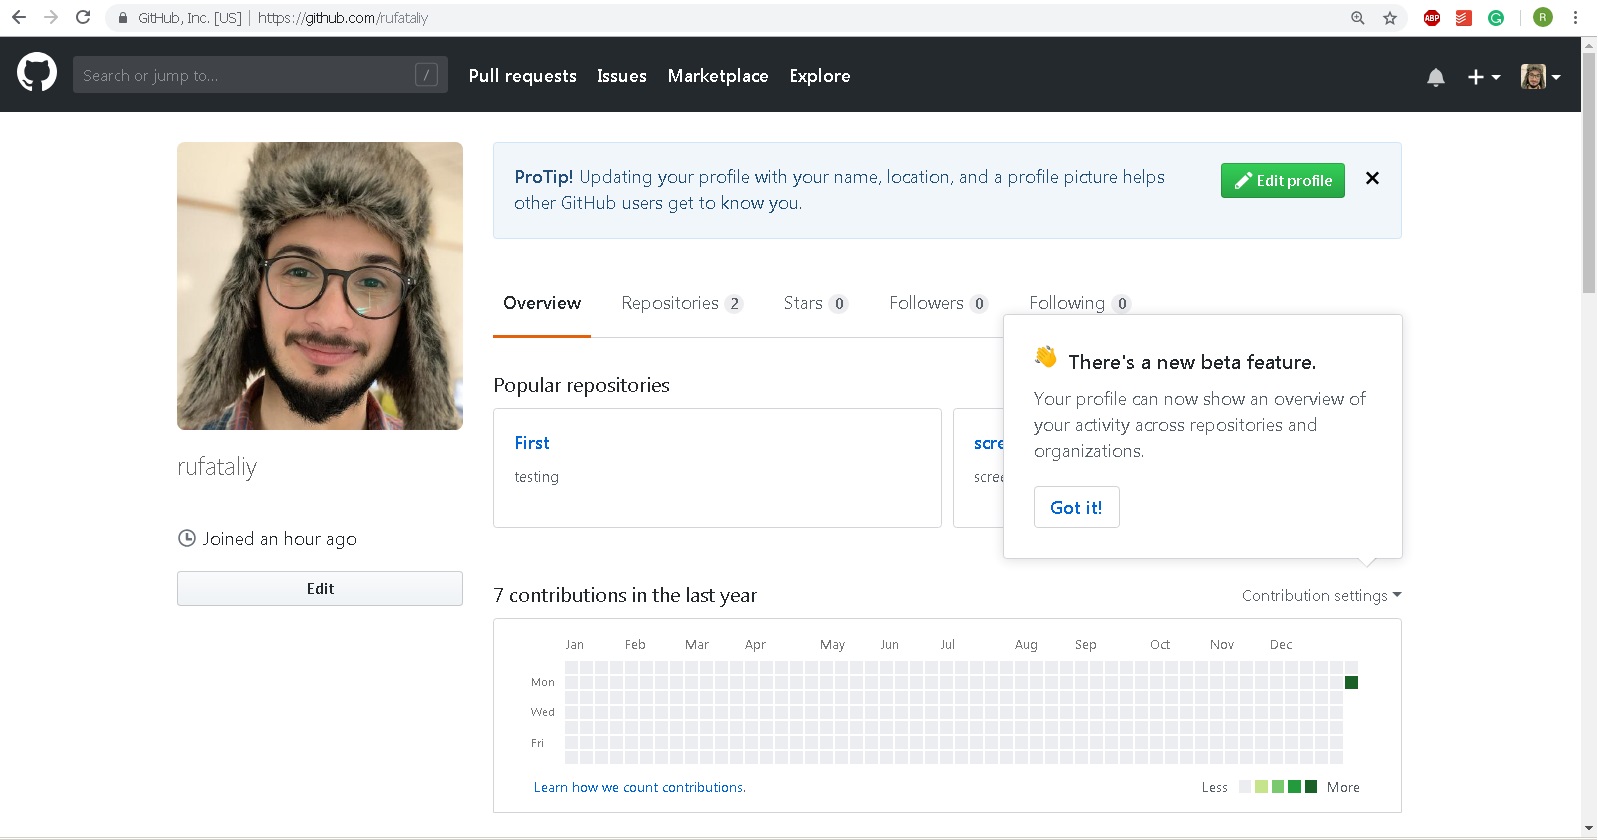 GitHub, Inc. [US] | https://github.com/rufataliy
ABP
R
Search or jump to... /
Pull requests Issues Marketplace Explore
ProTip! Updating your profile with your name, location, and a profile picture helps
other GitHub users get to know you.
Edit profile
Overview Repositories 2 Stars 0 Followers 0 Following 0
There's a new beta feature.
Your profile can now show an overview of
your activity across repositories and
organizations.
Got it!
Popular repositories
First
testing
rufataliy
Joined an hour ago
Edit
7 contributions in the last year
Contribution settings
Jan Feb Mar Apr May Jun Jul Aug Sep Oct Nov Dec
Mon
Wed
Fri
Learn how we count contributions.
Less More